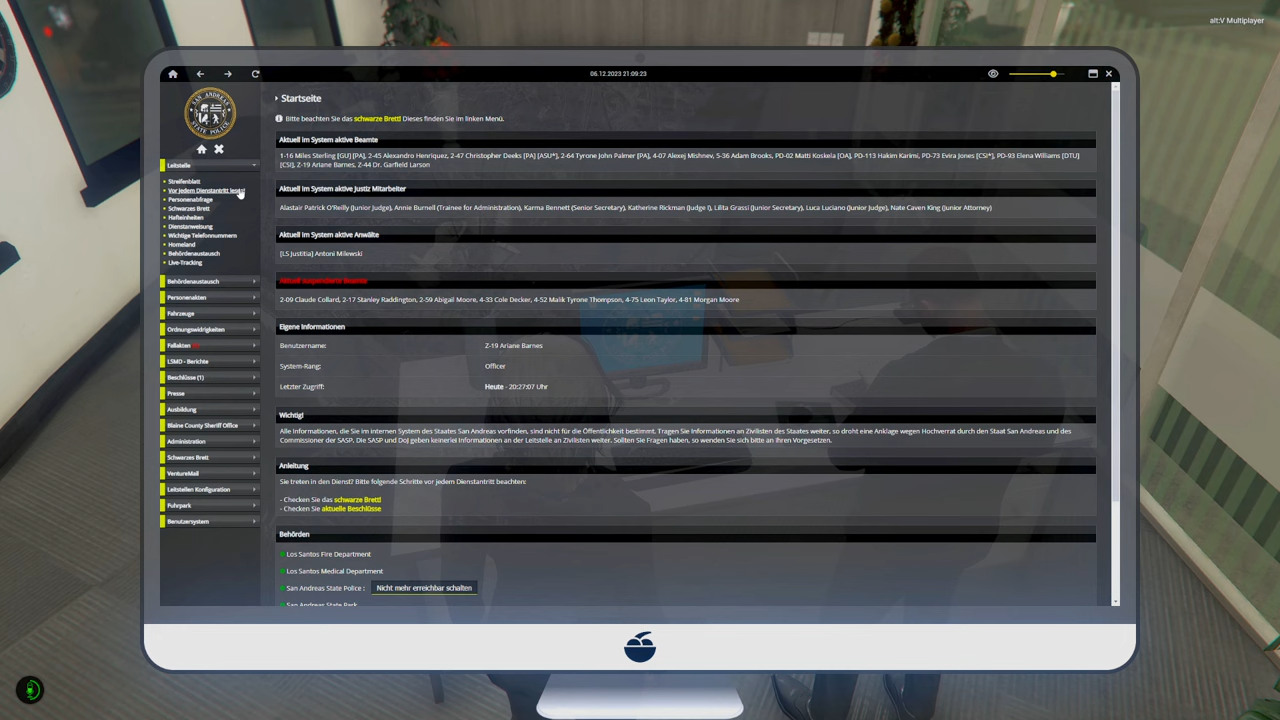 alt:V Multiplayer
06.12.2023 21:09:23
SAN ANDREAS
STATE POLICE
Leitstelle
Streifenblatt
Vor jedem Dienstantritt lesen!
Personenabfrage
Schwarzes Brett
Hafteinheiten
Dienstanweisung
Wichtige Telefonnummern
Homeland
Behördenaustausch
Live-Tracking
Behördenaustausch
Personenakten
Fahrzeuge
Ordnungswidrigkeiten
Fallakten
LSMD - Berichte
Beschlüsse (1)
Presse
Ausbildung
Blaine County Sheriff Office
Administration
Schwarzes Brett
VentureMail
Leitstellen Konfiguration
Fuhrpark
Benutzersystem
Startseite
Bitte beachten Sie das schwarze Brett! Dieses finden Sie im linken Menü.
Aktuell im System aktive Beamte
1-16 Miles Sterling [GU] [PA], 2-45 Alexandro Henriquez, 2-47 Christopher Deeks [PA] [ASU*], 2-64 Tyrone John Palmer [PA], 4-07 Alexej Mishnev, 5-36 Adam Brooks, PD-02 Matti Koskela [OA], PD-113 Hakim Karimi, PD-73 Evira Jones [CSI*], PD-93 Elena Williams [DTU]
[CSI], Z-19 Ariane Barnes, Z-44 Dr. Garfield Larson
Aktuell im System aktive Justiz Mitarbeiter
Alastair Patrick O'Reilly (Junior Judge), Annie Burnell (Trainee for Administration), Karma Bennett (Senior Secretary), Katherine Rickman (Judge I), Lilita Grassi (Junior Secretary), Luca Luciano (Junior Judge), Nate Caven King (Junior Attorney)
Aktuell im System aktive Anwälte
[LS Justitia] Antoni Milewski
Aktuell suspendierte Beamte
2-09 Claude Collard, 2-17 Stanley Raddington, 2-59 Abigail Moore, 4-33 Cole Decker, 4-52 Malik Tyrone Thompson, 4-75 Leon Taylor, 4-81 Morgan Moore
Eigene Informationen
Benutzername: Z-19 Ariane Barnes
System-Rang: Officer
Letzter Zugriff: Heute - 20:27:07 Uhr
Wichtig!
Alle Informationen, die Sie im internen System des Staates San Andreas vorfinden, sind nicht für die Öffentlichkeit bestimmt. Tragen Sie Informationen an Zivilisten des Staates weiter, so droht eine Anklage wegen Hochverrat durch den Staat San Andreas und des
Commissioner der SASP. Die SASP und DoJ geben keinerlei Informationen an der Leitstelle an Zivilisten weiter. Sollten Sie Fragen haben, so wenden Sie sich bitte an Ihren Vorgesetzten.
Anleitung
Sie treten in den Dienst? Bitte folgende Schritte vor jedem Dienstantritt beachten:
- Checken Sie das schwarze Brett!
- Checken Sie aktuelle Beschlüsse
Behörden
Los Santos Fire Department
Los Santos Medical Department
San Andreas State Police : Nicht mehr erreichbar schalten
San Andreas State Park